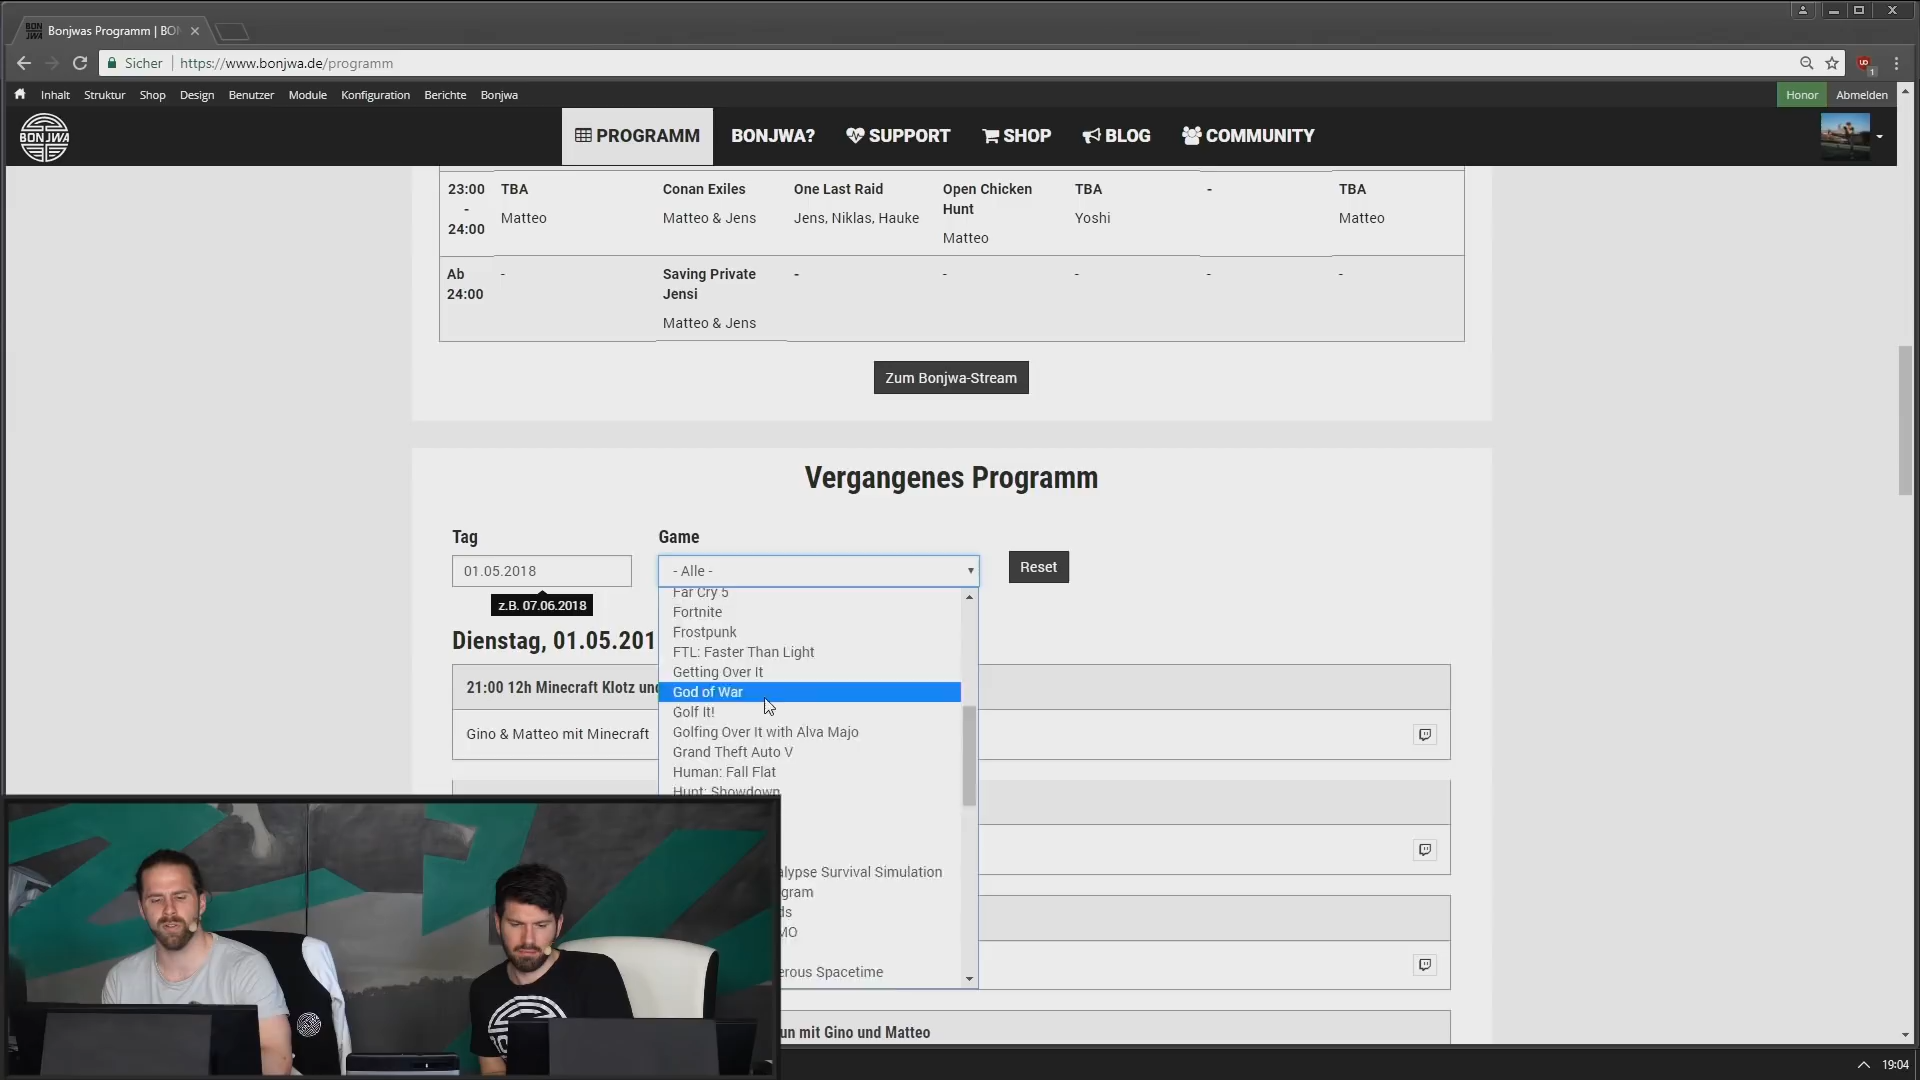 Bonjwas Programm | BO
Sicher
https://www.bonjwa.de/programm
Inhalt
Struktur
Shop
Design
Benutzer
Module
Konfiguration
Berichte
Bonjwa
Honor
Abmelden
BONJWA
PROGRAMM
BONJWA?
SUPPORT
SHOP
BLOG
COMMUNITY
23:00
-
24:00
TBA
Matteo
Conan Exiles
Matteo & Jens
One Last Raid
Jens, Niklas, Hauke
Open Chicken
Hunt
Matteo
TBA
Yoshi
-
TBA
Matteo
Ab
24:00
-
Saving Private
Jensi
Matteo & Jens
-
-
-
-
-
Zum Bonjwa-Stream
Vergangenes Programm
Tag
Game
01.05.2018
- Alle -
Reset
z.B. 07.06.2018
Far Cry 5
Fortnite
Frostpunk
FTL: Faster Than Light
Getting Over It
God of War
Golf It!
Golfing Over It with Alva Majo
Grand Theft Auto V
Human: Fall Flat
Hunt: Showdown
alypse Survival Simulation
gram
ds
MO
erous Spacetime
Dienstag, 01.05.201
21:00 12h Minecraft Klotz und
Gino & Matteo mit Minecraft
un mit Gino und Matteo
19:04